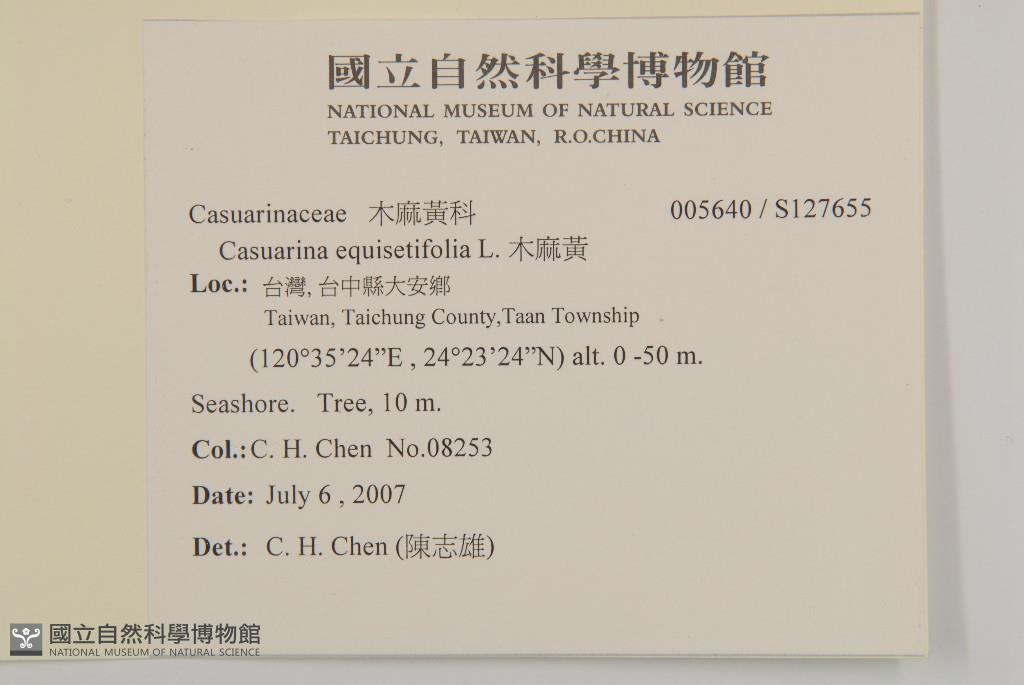 國立自然科學博物館
NATIONAL MUSEUM OF NATURAL SCIENCE
TAICHUNG, TAIWAN, R.O.CHINA
Casuarinaceae 木麻黃科 005640 / S127655
Casuarina equisetifolia L. 木麻黃
Loc.: 台灣, 台中縣大安鄉
Taiwan, Taichung County,Taan Township
(120°35’24”E , 24°23’24”N) alt. 0 -50 m.
Seashore. Tree, 10 m.
Col.: C. H. Chen No.08253
Date: July 6 , 2007
Det.: C. H. Chen (陳志雄)
國立自然科學博物館
NATIONAL MUSEUM OF NATURAL SCIENCE